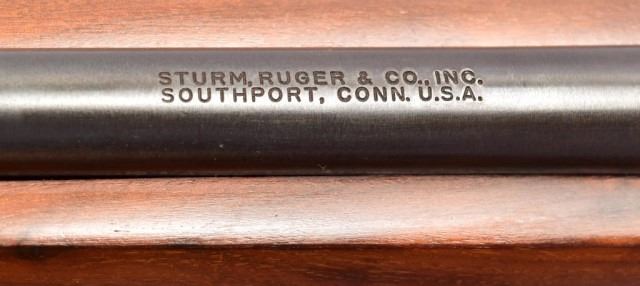 STURM, RUGER & CO., INC.
SOUTHPORT, CONN. U.S.A.